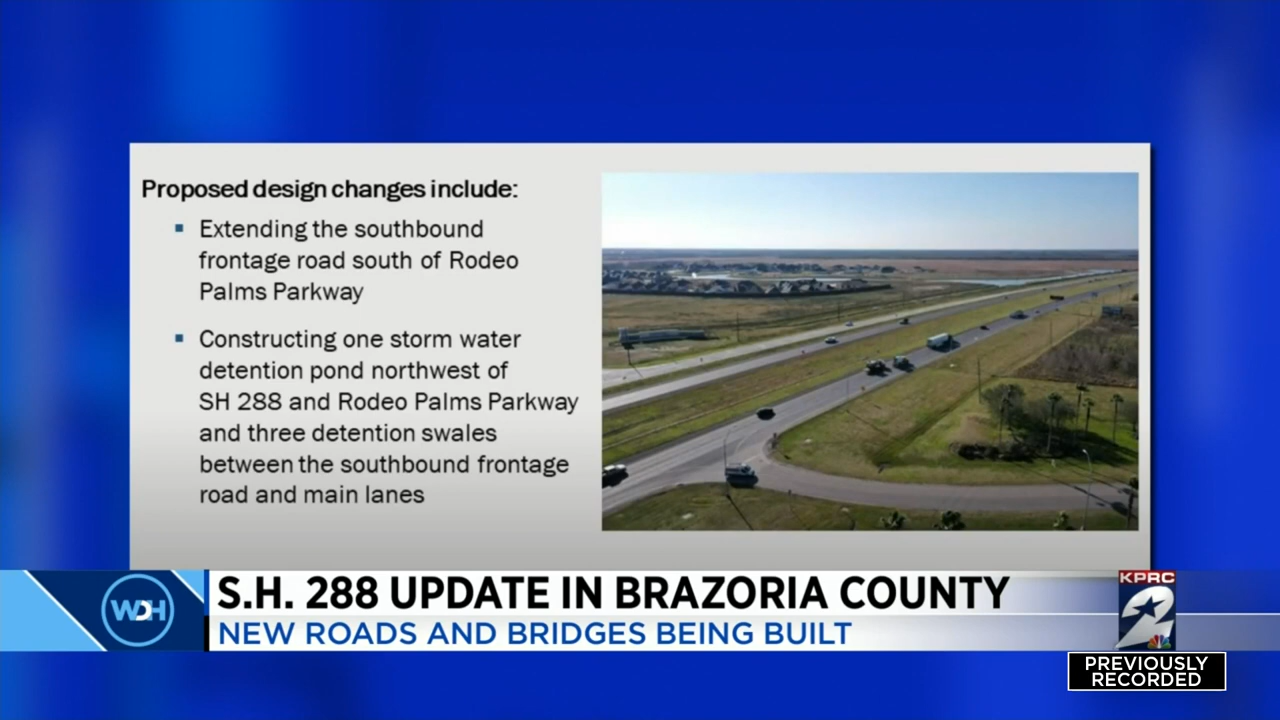 Proposed design changes include:
▪ Extending the southbound
frontage road south of Rodeo
Palms Parkway
▪ Constructing one storm water
detention pond northwest of
SH 288 and Rodeo Palms Parkway
and three detention swales
between the southbound frontage
road and main lanes
WDH
S.H. 288 UPDATE IN BRAZORIA COUNTY
NEW ROADS AND BRIDGES BEING BUILT
KPRC
2
PREVIOUSLY
RECORDED